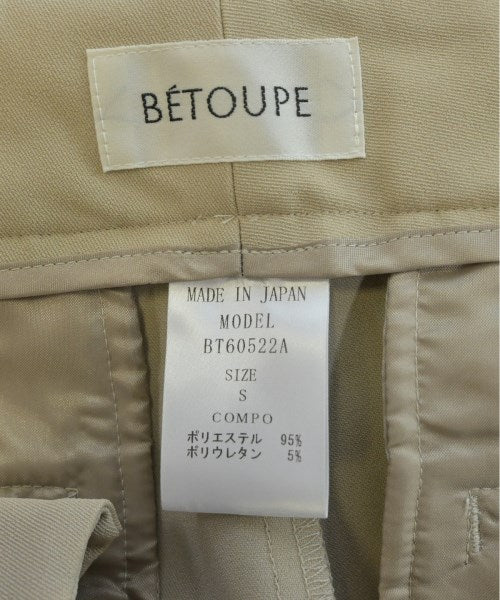 BÉTOUPE
MADE IN JAPAN
MODEL
BT60522A
SIZE
S
COMPO
ポリエステル 95%
ポリウレタン 5%